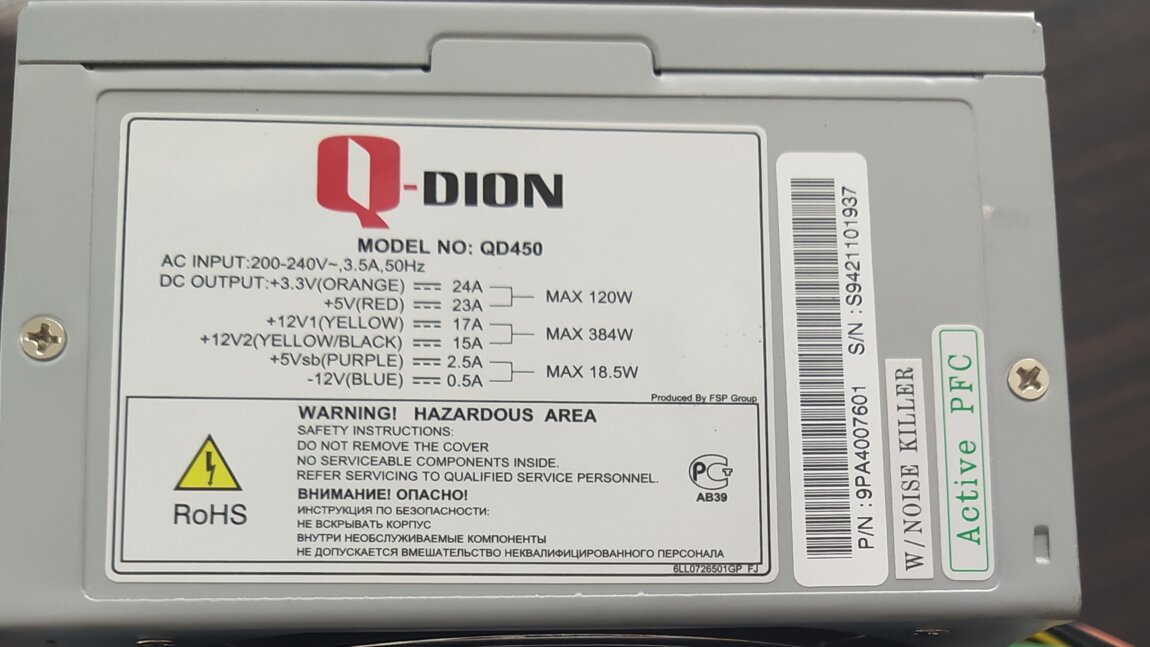 Q-DION
MODEL NO: QD450
AC INPUT:200-240V~,3.5A,50Hz
DC OUTPUT:+3.3V(ORANGE) 24A
+5V(RED) 23A
MAX 120W
+12V1(YELLOW) 17A
+12V2(YELLOW/BLACK) 15A
MAX 384W
+5Vsb(PURPLE) 2.5A
-12V(BLUE) 0.5A
MAX 18.5W
Produced By FSP Group
WARNING! HAZARDOUS AREA
SAFETY INSTRUCTIONS:
DO NOT REMOVE THE COVER
NO SERVICEABLE COMPONENTS INSIDE.
REFER SERVICING TO QUALIFIED SERVICE PERSONNEL.
ВНИМАНИЕ! ОПАСНО!
ИНСТРУКЦИЯ ПО БЕЗОПАСНОСТИ:
НЕ ВСКРЫВАТЬ КОРПУС
ВНУТРИ НЕОБСЛУЖИВАЕМЫЕ КОМПОНЕНТЫ
НЕ ДОПУСКАЕТСЯ ВМЕШАТЕЛЬСТВО НЕКВАЛИФИЦИРОВАННОГО ПЕРСОНАЛА
RoHS
РСТ
АВ39
6LL0726501GP FJ
P/N :9PA4007601 S/N :S9421101937
W/NOISE KILLER
Active PFC